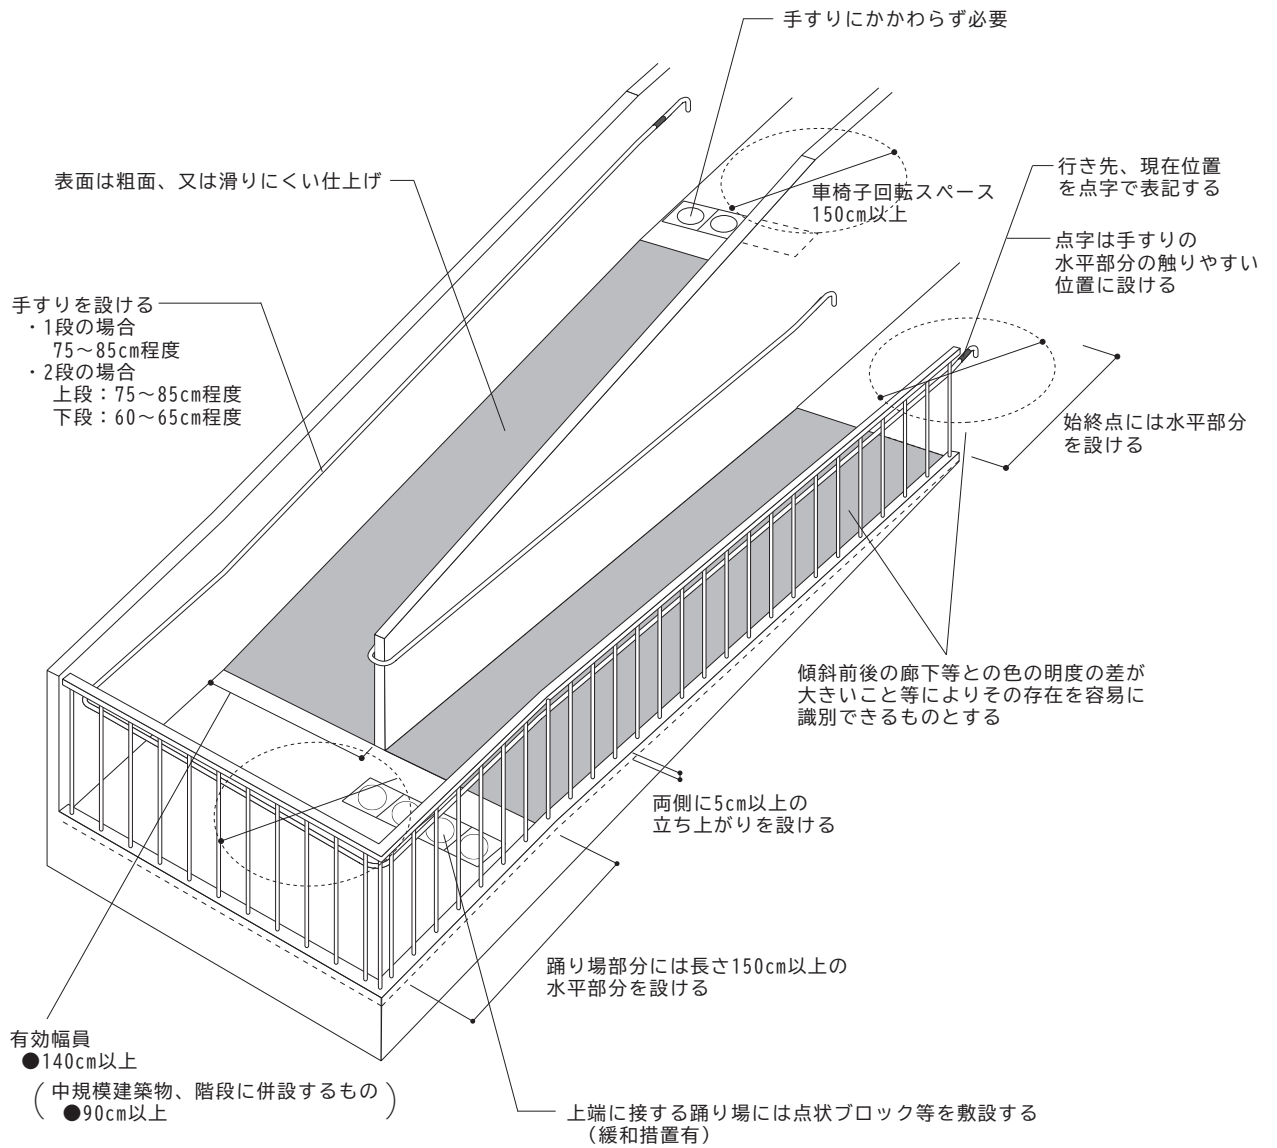 手すりにかかわらず必要
表面は粗面、又は滑りにくい仕上げ
車椅子回転スペース
150cm以上
行き先、現在位置
を点字で表記する
点字は手すりの
水平部分の触りやすい
位置に設ける
手すりを設ける
・1段の場合
75～85cm程度
・2段の場合
上段：75～85cm程度
下段：60～65cm程度
始終点には水平部分
を設ける
傾斜前後の廊下等との色の明度の差が
大きいこと等によりその存在を容易に
識別できるものとする
両側に5cm以上の
立ち上がりを設ける
踊り場部分には長さ150cm以上の
水平部分を設ける
有効幅員
●140cm以上
（中規模建築物、階段に併設するもの
●90cm以上）
上端に接する踊り場には点状ブロック等を敷設する
（緩和措置有）